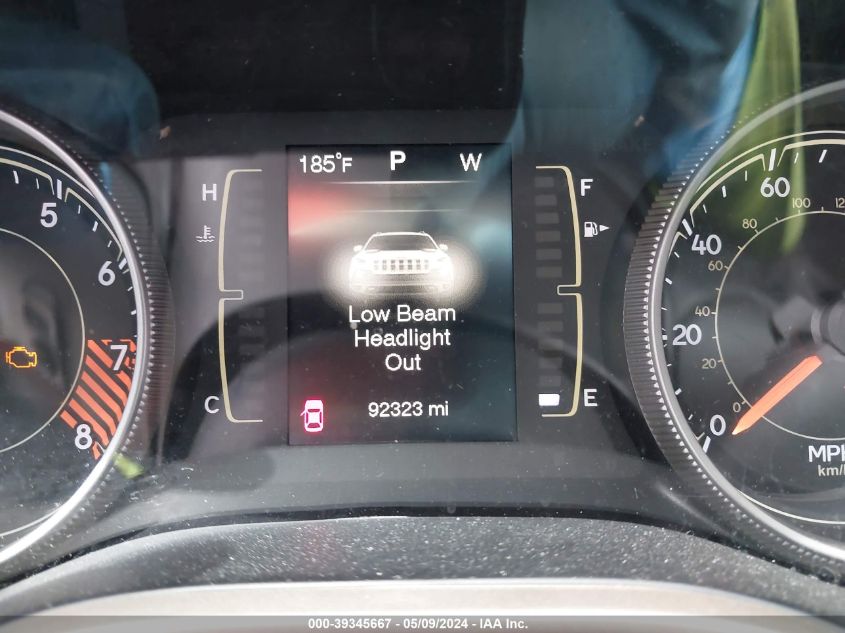 185°F P W
H F
5 6 7 8
60 40 20 0
120 100 80 60 40 20 0
Low Beam
Headlight
Out
C E
92323 mi
MPH
km/h
000-39345667 - 05/09/2024 - IAA Inc.